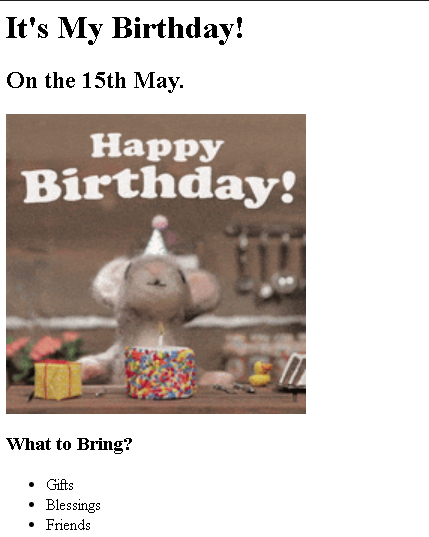 It's My Birthday!
On the 15th May.
Happy
Birthday!
What to Bring?
Gifts
Blessings
Friends